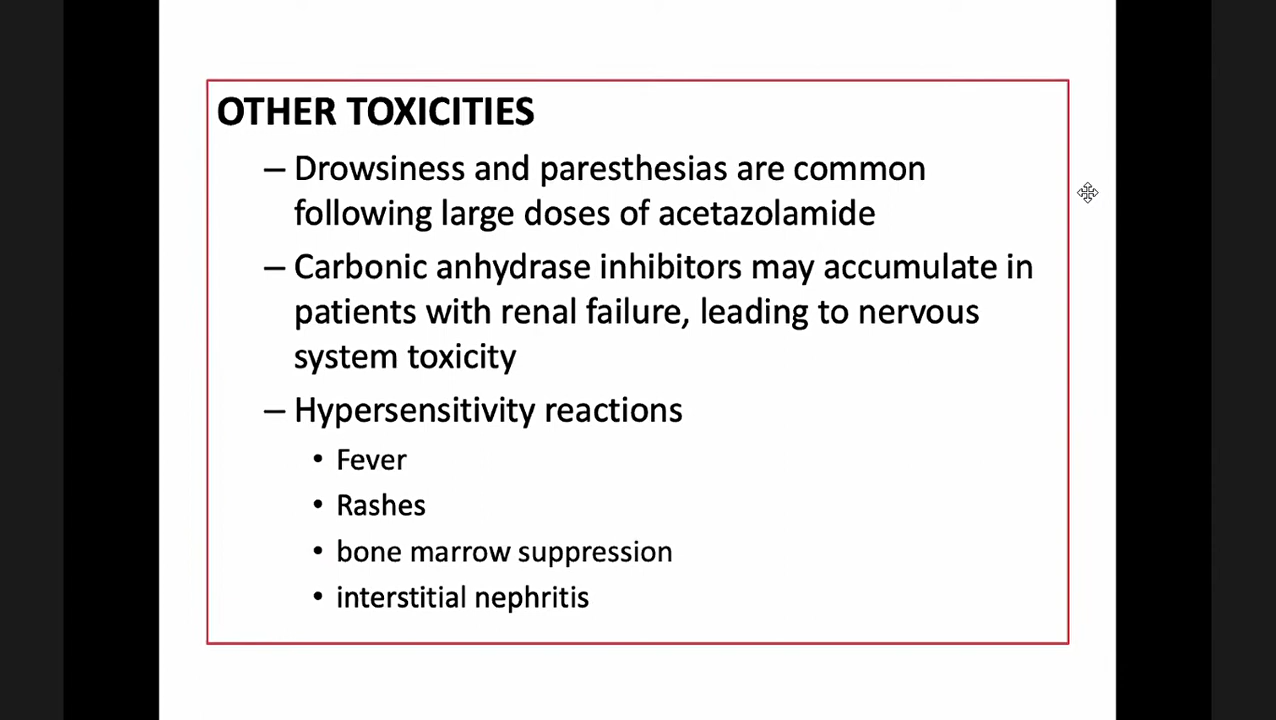 OTHER TOXICITIES
– Drowsiness and paresthesias are common
following large doses of acetazolamide
– Carbonic anhydrase inhibitors may accumulate in
patients with renal failure, leading to nervous
system toxicity
– Hypersensitivity reactions
• Fever
• Rashes
• bone marrow suppression
• interstitial nephritis